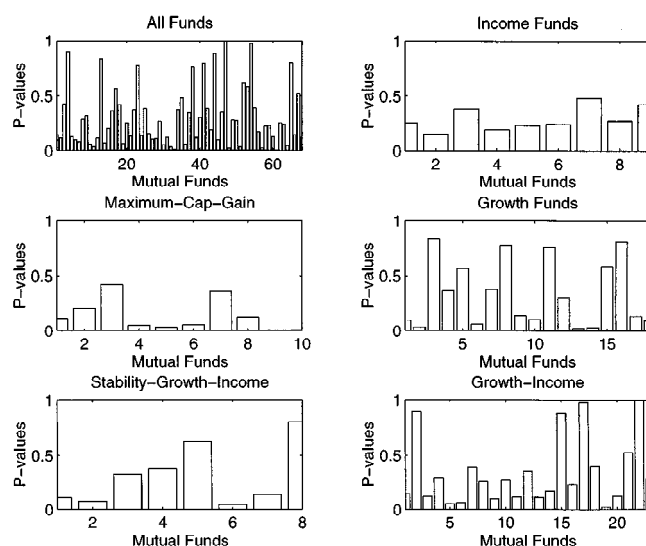 All Funds
1
0.5
0
P-values
20 40 60
Mutual Funds
Income Funds
1
0.5
0
P-values
2 4 6 8
Mutual Funds
Maximum-Cap-Gain
1
0.5
0
P-values
2 4 6 8 10
Mutual Funds
Growth Funds
1
0.5
0
P-values
5 10 15
Mutual Funds
Stability-Growth-Income
1
0.5
0
P-values
2 4 6 8
Mutual Funds
Growth-Income
1
0.5
0
P-values
5 10 15 20
Mutual Funds